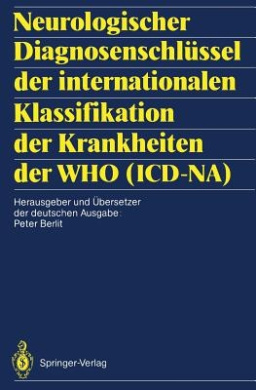 Neurologischer
Diagnosenschlüssel
der internationalen
Klassifikation
der Krankheiten
der WHO (ICD-NA)
Herausgeber und Übersetzer
der deutschen Ausgabe:
Peter Berlit
Springer-Verlag